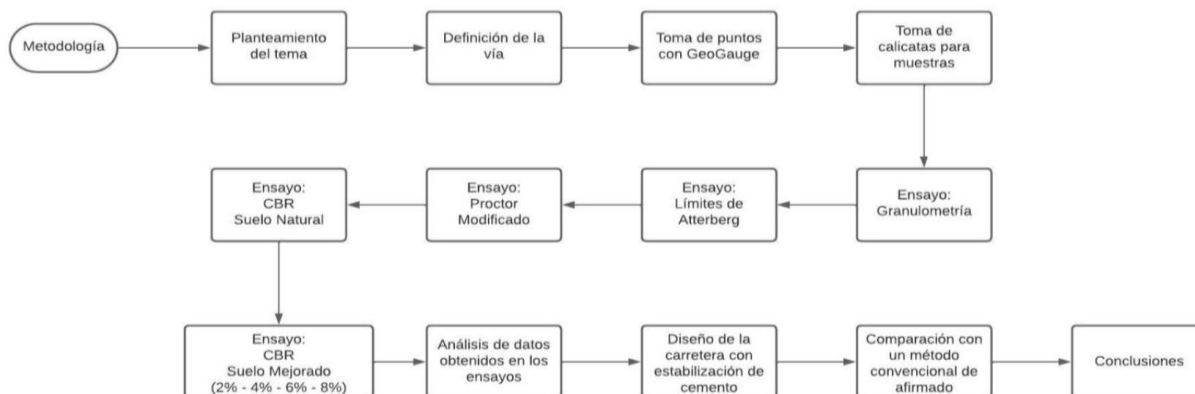 Metodología
Planteamiento
del tema
Definición de la
vía
Toma de puntos
con GeoGauge
Toma de
calicatas para
muestras
Ensayo:
Granulometría
Ensayo:
Límites de
Atterberg
Ensayo:
Proctor
Modificado
Ensayo:
CBR
Suelo Natural
Ensayo:
CBR
Suelo Mejorado
(2% - 4% - 6% - 8%)
Análisis de datos
obtenidos en los
ensayos
Diseño de la
carretera con
estabilización de
cemento
Comparación con
un método
convencional de
afirmado
Conclusiones